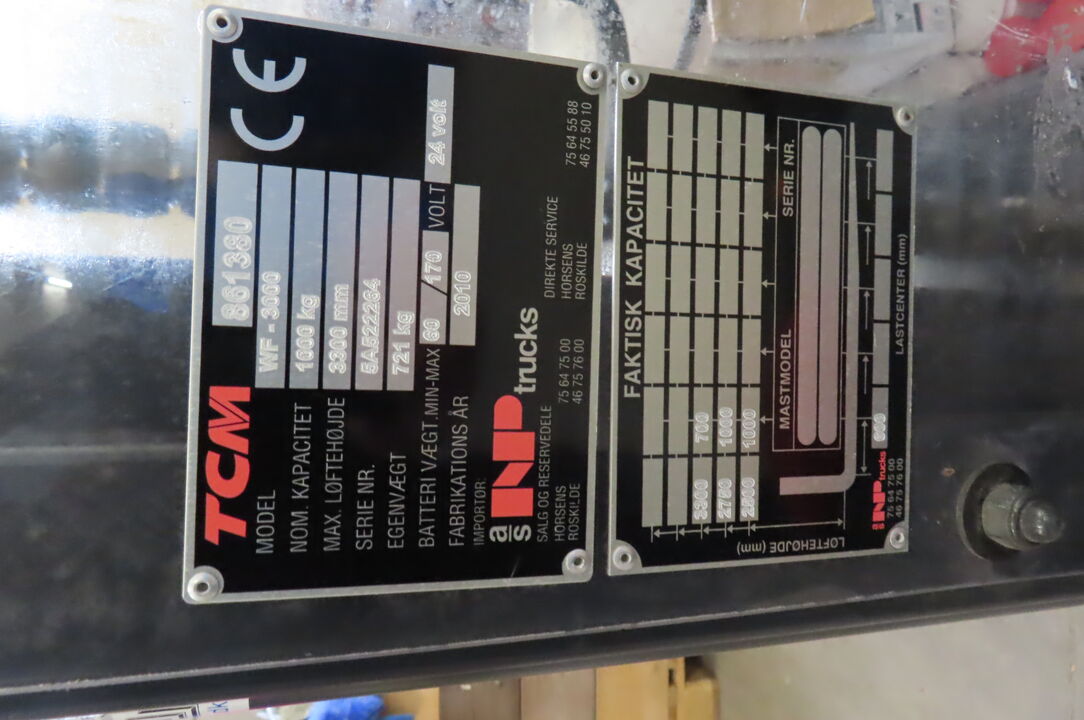 TCM 861380 CE
MODEL WF - 3000
NOM. KAPACITET 1000 kg
MAX. LØFTEHØJDE 3300 mm
SERIE NR. 5A522264
EGENVÆGT 721 kg
BATTERI VÆGT.MIN-MAX 60/170 VOLT 24 volt
FABRIKATIONS ÅR 2010
IMPORTØR:
a/s NP trucks
SALG OG RESERVEDELE DIREKTE SERVICE
HORSENS 75 64 75 00 HORSENS 75 64 55 88
ROSKILDE 46 75 76 00 ROSKILDE 46 75 50 10
FAKTISK KAPACITET
3300 700
2750 1000
2500 1000
MASTMODEL SERIE NR.
LØFTEHØJDE (mm)
600
a/s NP trucks
75 64 75 00
46 75 76 00
LASTCENTER (mm)